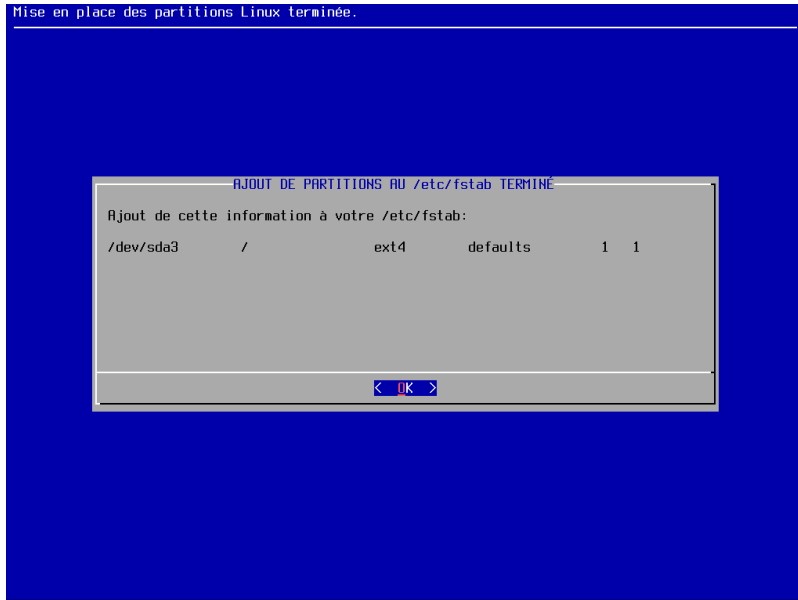 Mise en place des partitions Linux terminée.
AJOUT DE PARTITIONS AU /etc/fstab TERMINÉ
Ajout de cette information à votre /etc/fstab:
/dev/sda3 / ext4 defaults 1 1
< OK >